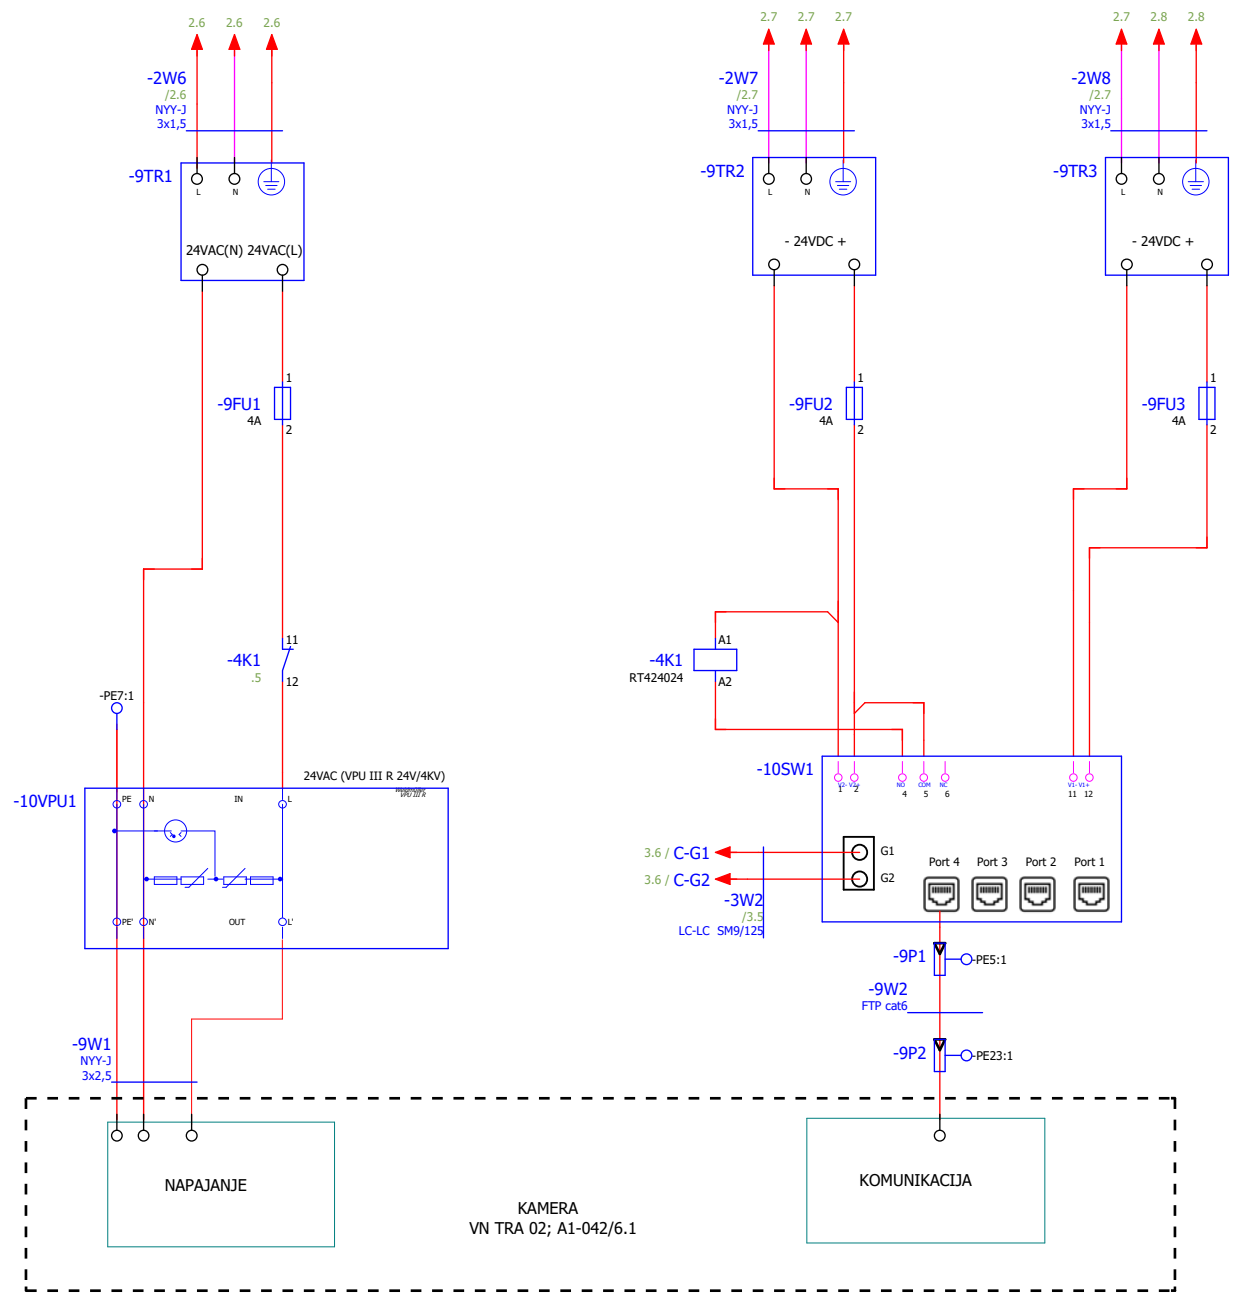 2.6 2.6 2.6
2.7 2.7 2.7
2.7 2.8 2.8
-2W6
/2.6
NYY-J
3x1,5
-2W7
/2.7
NYY-J
3x1,5
-2W8
/2.7
NYY-J
3x1,5
-9TR1
L N
24VAC(N) 24VAC(L)
-9TR2
L N
- 24VDC +
-9TR3
L N
- 24VDC +
-9FU1
4A
1
2
-9FU2
4A
1
2
-9FU3
4A
1
2
-4K1
.5
11
12
-4K1
RT424024
A1
A2
-PE7:1
24VAC (VPU III R 24V/4KV)
-10VPU1
PE N IN L
VPU III R
PE' N' OUT L'
-10SW1
V2- V2+ NO COM NC V1- V1+
1 2 4 5 6 11 12
3.6 / C-G1
G1
3.6 / C-G2
G2
-3W2
/3.5
LC-LC SM9/125
Port 4 Port 3 Port 2 Port 1
-9P1
-PE5:1
-9W2
FTP cat6
-9P2
-PE23:1
-9W1
NYY-J
3x2,5
NAPAJANJE
KOMUNIKACIJA
KAMERA
VN TRA 02; A1-042/6.1